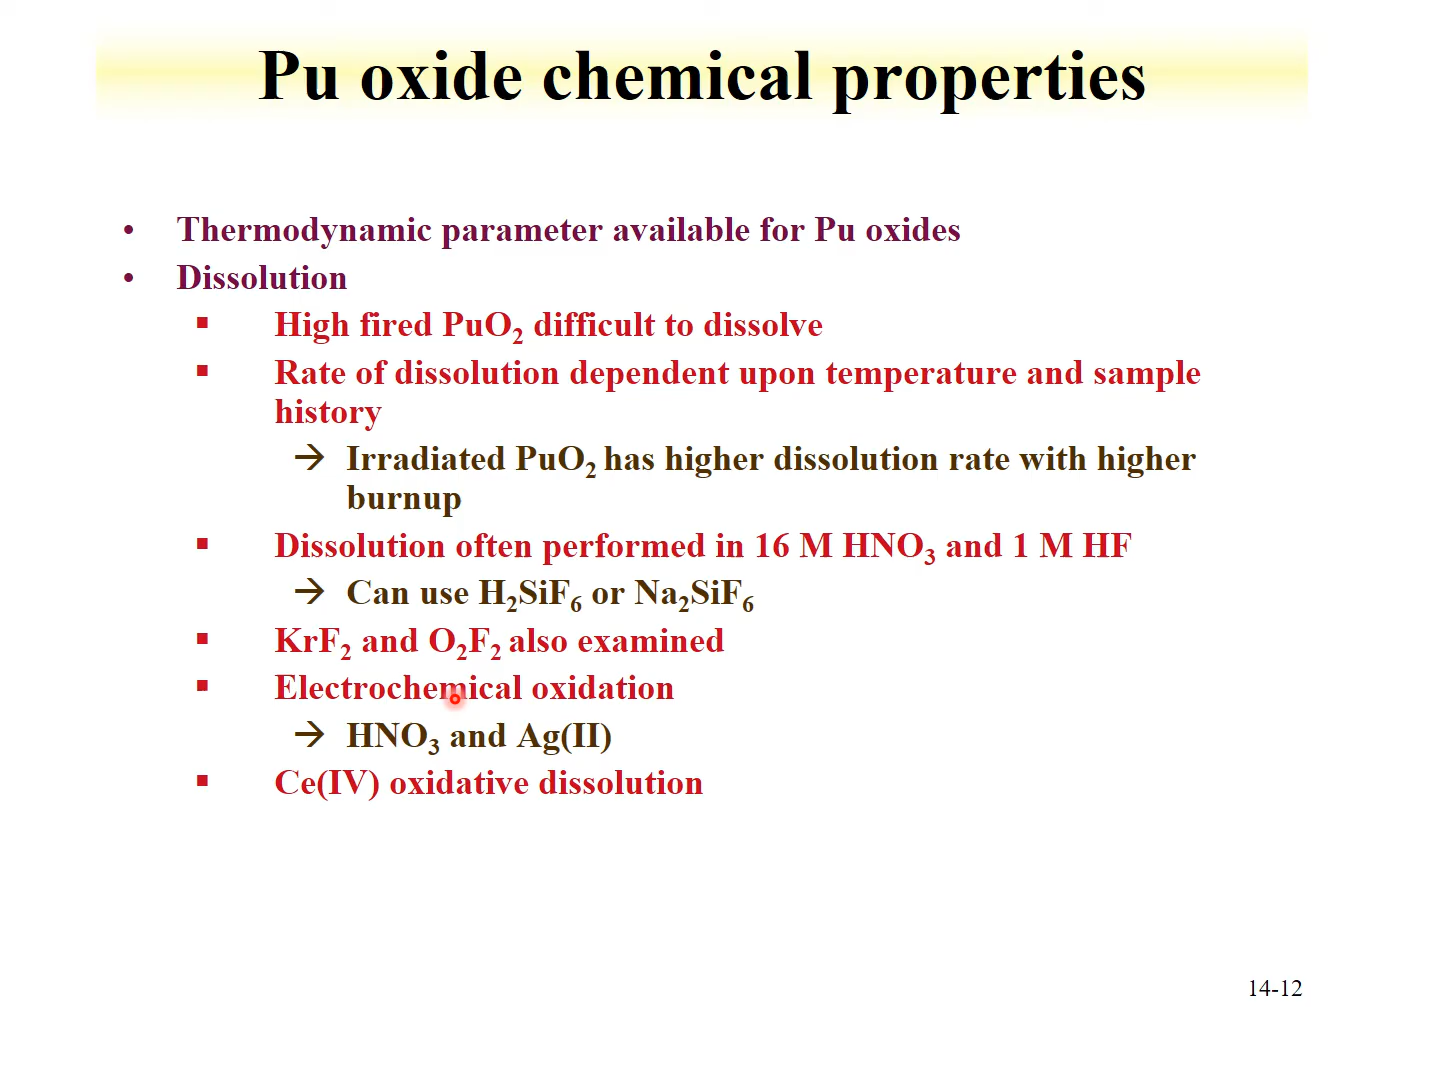 Pu oxide chemical properties
• Thermodynamic parameter available for Pu oxides
• Dissolution
▪ High fired PuO₂ difficult to dissolve
▪ Rate of dissolution dependent upon temperature and sample
history
→ Irradiated PuO₂ has higher dissolution rate with higher
burnup
▪ Dissolution often performed in 16 M HNO₃ and 1 M HF
→ Can use H₂SiF₆ or Na₂SiF₆
▪ KrF₂ and O₂F₂ also examined
▪ Electrochemical oxidation
→ HNO₃ and Ag(II)
▪ Ce(IV) oxidative dissolution
14-12